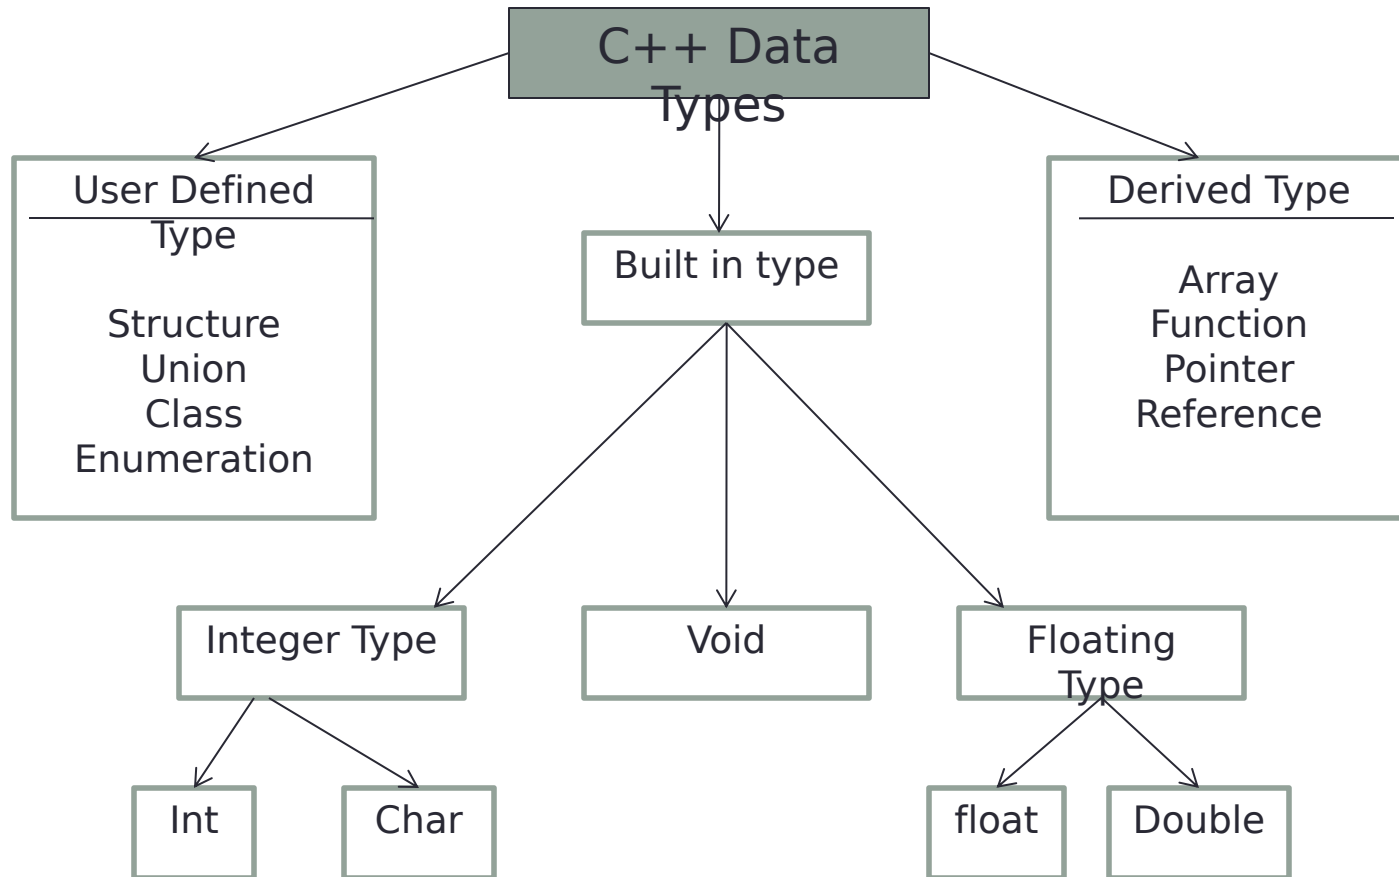 C++ Data
Types
User Defined
Type
Structure
Union
Class
Enumeration
Built in type
Derived Type
Array
Function
Pointer
Reference
Integer Type
Void
Floating
Type
Int
Char
float
Double